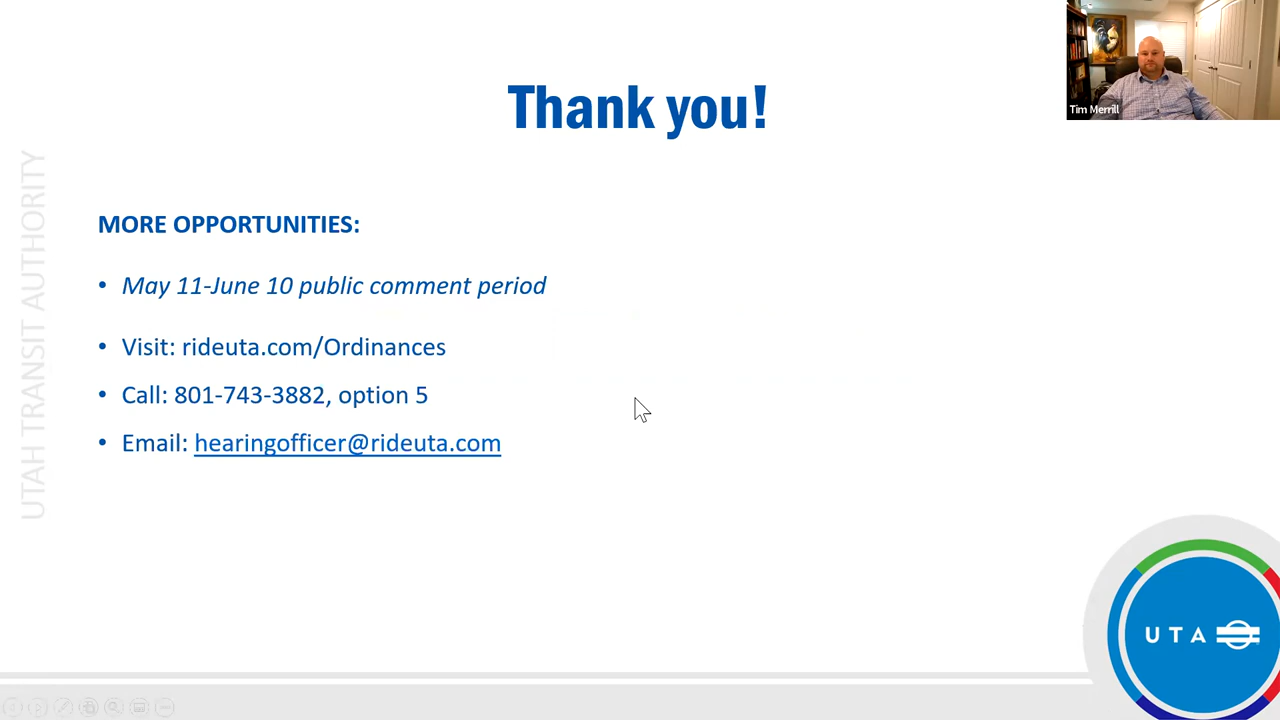 Thank you!
Tim Merrill
UTAH TRANSIT AUTHORITY
MORE OPPORTUNITIES:
• May 11-June 10 public comment period
• Visit: rideuta.com/Ordinances
• Call: 801-743-3882, option 5
• Email: hearingofficer@rideuta.com
UTA